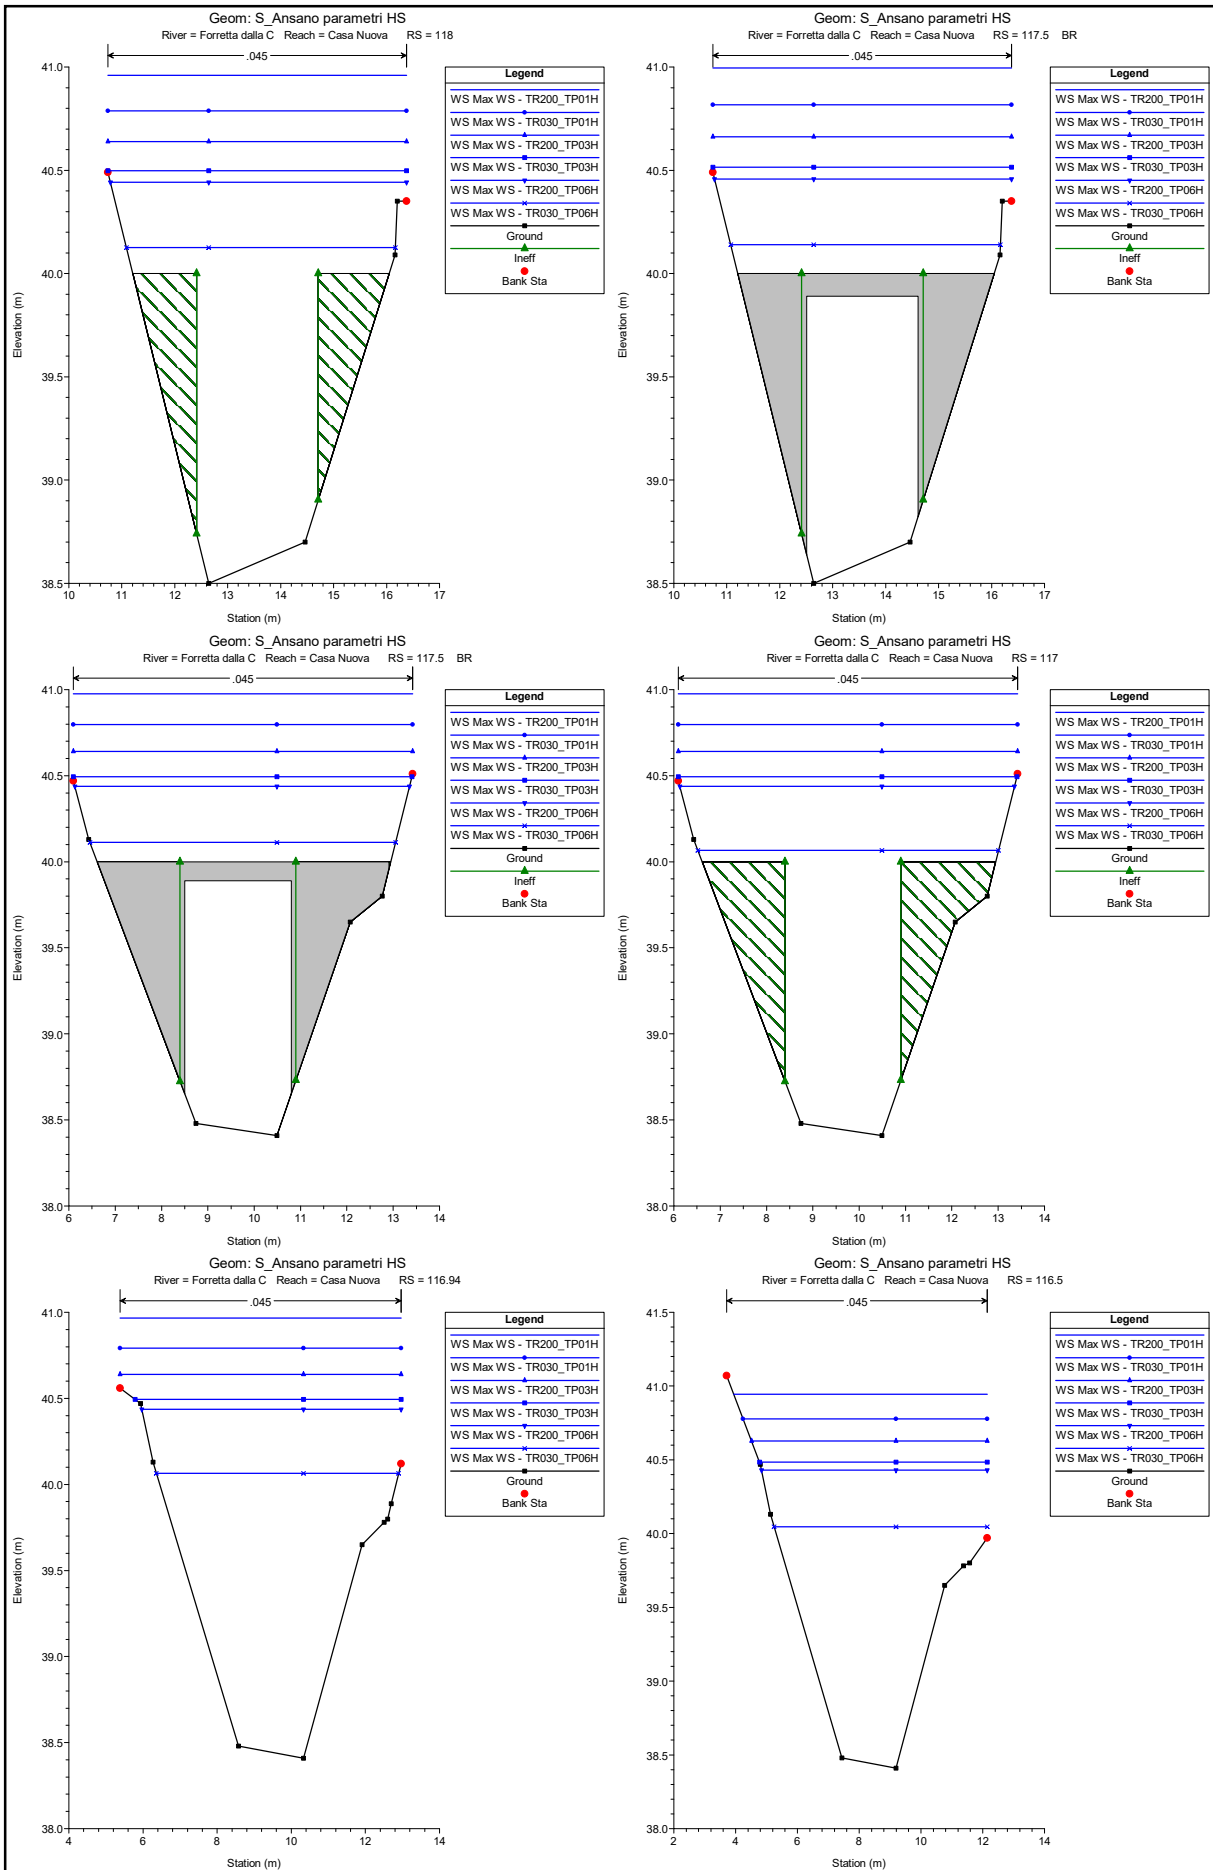 Geom: S_Ansano parametri HS
River = Forretta dalla C Reach = Casa Nuova RS = 118
.045
41.0
40.5
40.0
39.5
39.0
38.5
Elevation (m)
10 11 12 13 14 15 16 17
Station (m)
Legend
WS Max WS - TR200_TP01H
WS Max WS - TR030_TP01H
WS Max WS - TR200_TP03H
WS Max WS - TR030_TP03H
WS Max WS - TR200_TP06H
WS Max WS - TR030_TP06H
Ground
Ineff
Bank Sta
Geom: S_Ansano parametri HS
River = Forretta dalla C Reach = Casa Nuova RS = 117.5 BR
.045
41.0
40.5
40.0
39.5
39.0
38.5
Elevation (m)
10 11 12 13 14 15 16 17
Station (m)
Legend
WS Max WS - TR200_TP01H
WS Max WS - TR030_TP01H
WS Max WS - TR200_TP03H
WS Max WS - TR030_TP03H
WS Max WS - TR200_TP06H
WS Max WS - TR030_TP06H
Ground
Ineff
Bank Sta
Geom: S_Ansano parametri HS
River = Forretta dalla C Reach = Casa Nuova RS = 117.5 BR
.045
41.0
40.5
40.0
39.5
39.0
38.5
38.0
Elevation (m)
6 7 8 9 10 11 12 13 14
Station (m)
Legend
WS Max WS - TR200_TP01H
WS Max WS - TR030_TP01H
WS Max WS - TR200_TP03H
WS Max WS - TR030_TP03H
WS Max WS - TR200_TP06H
WS Max WS - TR030_TP06H
Ground
Ineff
Bank Sta
Geom: S_Ansano parametri HS
River = Forretta dalla C Reach = Casa Nuova RS = 117
.045
41.0
40.5
40.0
39.5
39.0
38.5
38.0
Elevation (m)
6 7 8 9 10 11 12 13 14
Station (m)
Legend
WS Max WS - TR200_TP01H
WS Max WS - TR030_TP01H
WS Max WS - TR200_TP03H
WS Max WS - TR030_TP03H
WS Max WS - TR200_TP06H
WS Max WS - TR030_TP06H
Ground
Ineff
Bank Sta
Geom: S_Ansano parametri HS
River = Forretta dalla C Reach = Casa Nuova RS = 116.94
.045
41.0
40.5
40.0
39.5
39.0
38.5
38.0
Elevation (m)
4 6 8 10 12 14
Station (m)
Legend
WS Max WS - TR200_TP01H
WS Max WS - TR030_TP01H
WS Max WS - TR200_TP03H
WS Max WS - TR030_TP03H
WS Max WS - TR200_TP06H
WS Max WS - TR030_TP06H
Ground
Bank Sta
Geom: S_Ansano parametri HS
River = Forretta dalla C Reach = Casa Nuova RS = 116.5
.045
41.5
41.0
40.5
40.0
39.5
39.0
38.5
38.0
Elevation (m)
2 4 6 8 10 12 14
Station (m)
Legend
WS Max WS - TR200_TP01H
WS Max WS - TR030_TP01H
WS Max WS - TR200_TP03H
WS Max WS - TR030_TP03H
WS Max WS - TR200_TP06H
WS Max WS - TR030_TP06H
Ground
Bank Sta